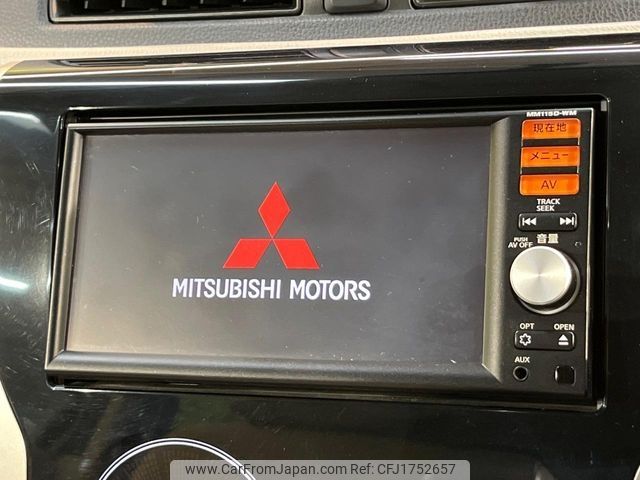 MM115D-WM
現在地
メニュー
AV
TRACK
SEEK
PUSH
AV OFF
音量
MITSUBISHI MOTORS
OPT
OPEN
AUX
www.CarFromJapan.com Ref No: CFJ1752657